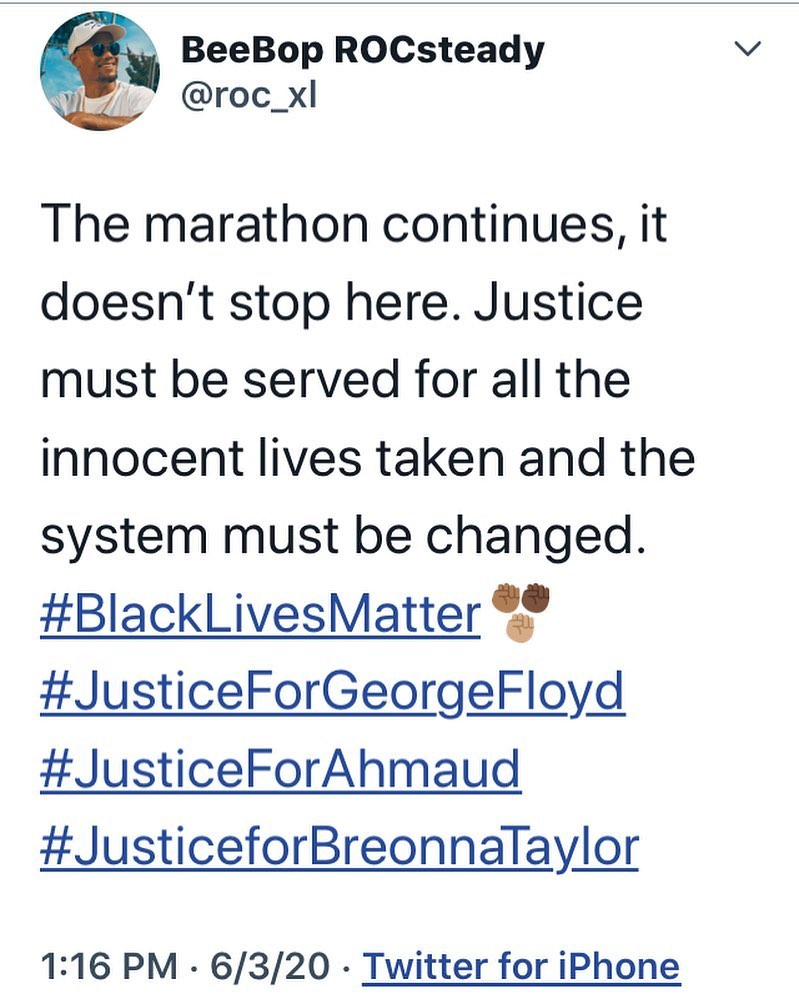 BeeBop ROCsteady
@roc_xl
The marathon continues, it
doesn’t stop here. Justice
must be served for all the
innocent lives taken and the
system must be changed.
#BlackLivesMatter
#JusticeForGeorgeFloyd
#JusticeForAhmaud
#JusticeforBreonnaTaylor
1:16 PM · 6/3/20 · Twitter for iPhone